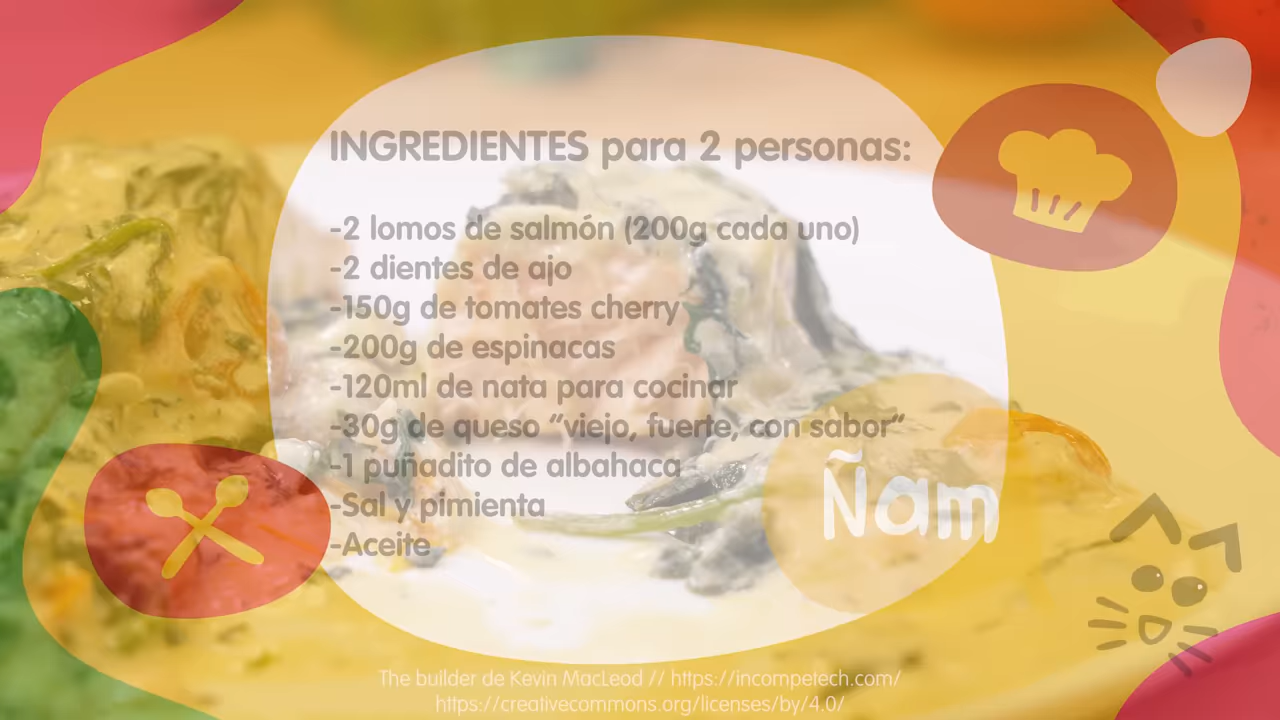 INGREDIENTES para 2 personas:
-2 lomos de salmón (200g cada uno)
-2 dientes de ajo
-150g de tomates cherry
-200g de espinacas
-120ml de nata para cocinar
-30g de queso “viejo, fuerte, con sabor”
-1 puñadito de albahaca
-Sal y pimienta
-Aceite
Ñam
The builder de Kevin MacLeod // https://incompetech.com/
https://creativecommons.org/licenses/by/4.0/